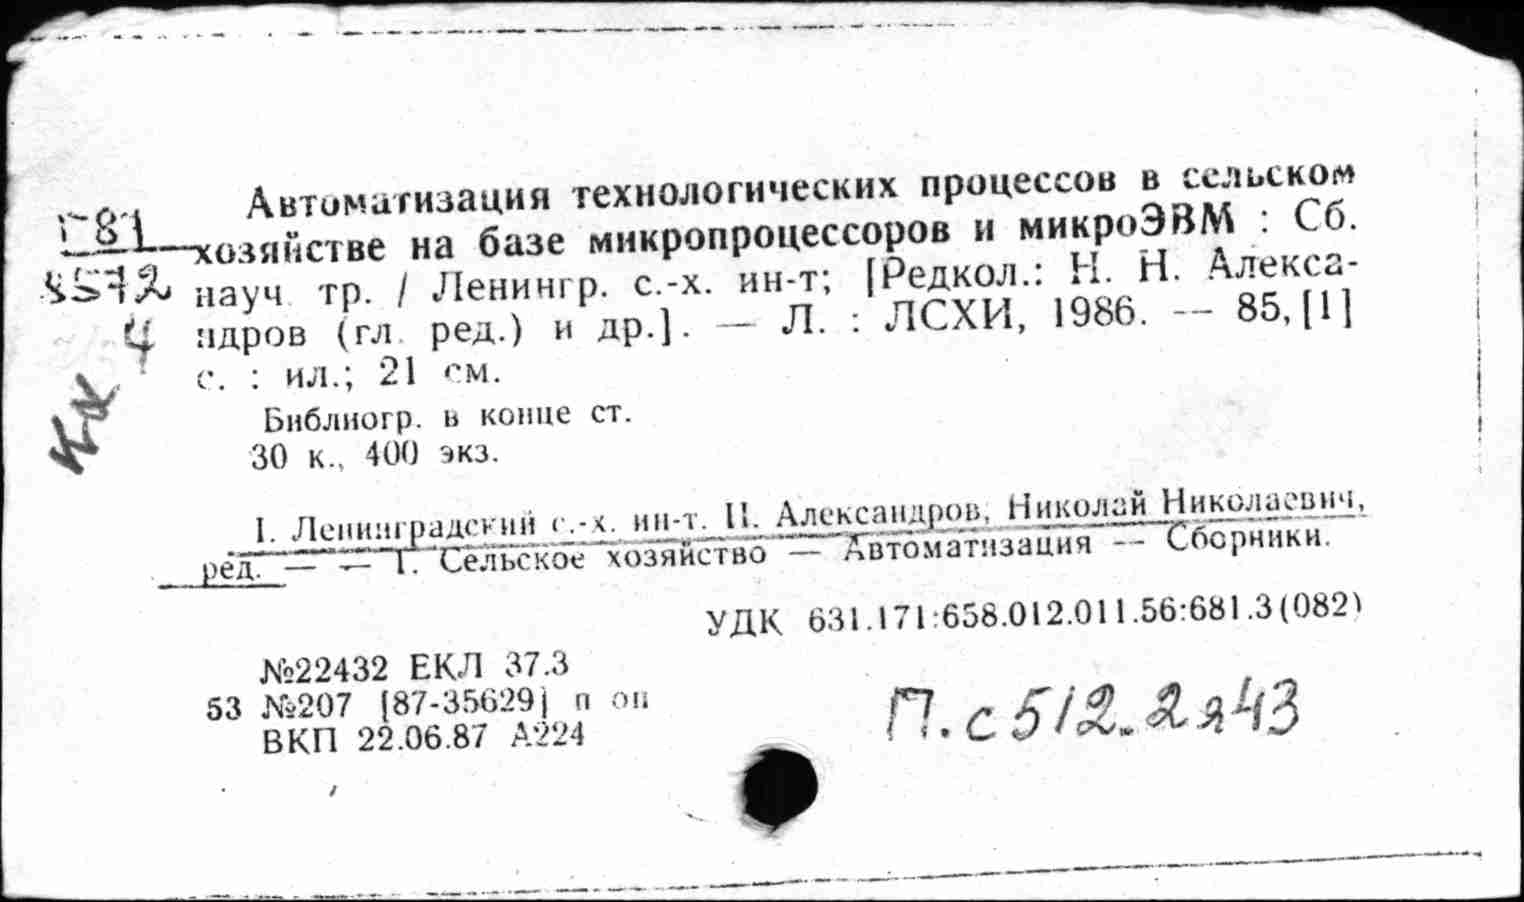 Автоматизация технологических процессов в сельском
Г81 хозяйстве на базе микропроцессоров и микроЭВМ : Сб.
науч тр. / Ленингр. с.-х. ин-т; [Редкол.: Н. Н. Алекса-
4 ндров (гл. ред.) и др.]. — Л. : ЛСХИ, 1986. — 85, [1]
с. : ил.; 21 см.
Библиогр. в конце ст.
30 к., 400 экз.
I. Ленинградский с.-х. ин-т. II. Александров, Николай Николаевич,
ред. — — 1. Сельское хозяйство — Автоматизация — Сборники.
УДК 631.171:658.012.011.56:681.3(082)
№22432 ЕКЛ 37.3
53 №207 [87-35629] п оп
ВКП 22.06.87 А224
П.с512.2я43